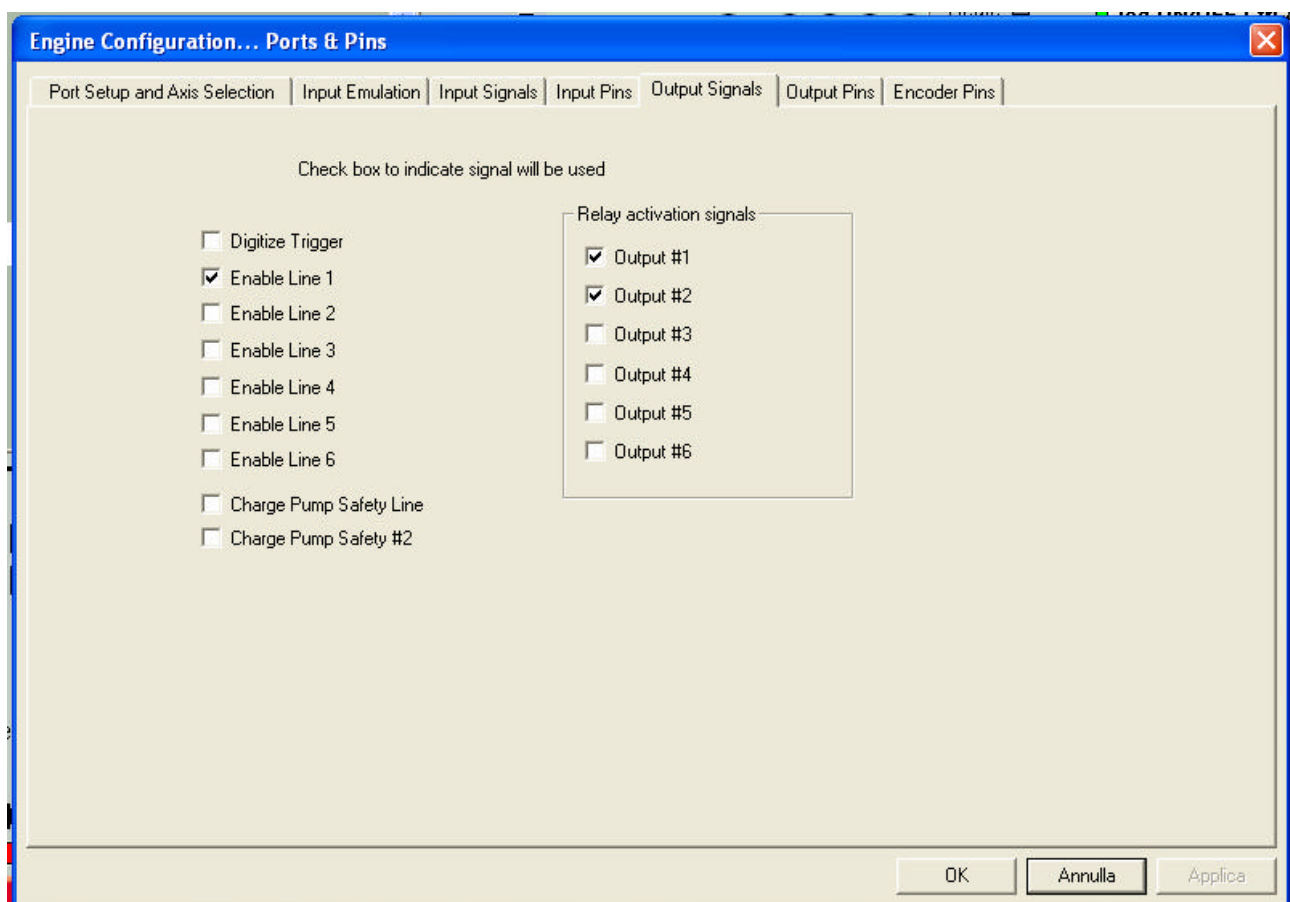 Engine Configuration... Ports & Pins
Port Setup and Axis Selection
Input Emulation
Input Signals
Input Pins
Output Signals
Output Pins
Encoder Pins
Check box to indicate signal will be used
Digitize Trigger
Enable Line 1
Enable Line 2
Enable Line 3
Enable Line 4
Enable Line 5
Enable Line 6
Charge Pump Safety Line
Charge Pump Safety #2
Relay activation signals
Output #1
Output #2
Output #3
Output #4
Output #5
Output #6
OK
Annulla
Applica